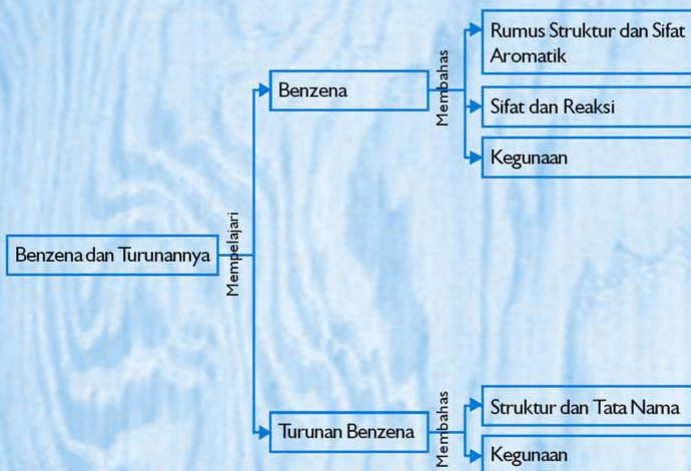 Benzena dan Turunannya
Mempelajari
Benzena
Membahas
Rumus Struktur dan Sifat
Aromatik
Sifat dan Reaksi
Kegunaan
Turunan Benzena
Membahas
Struktur dan Tata Nama
Kegunaan